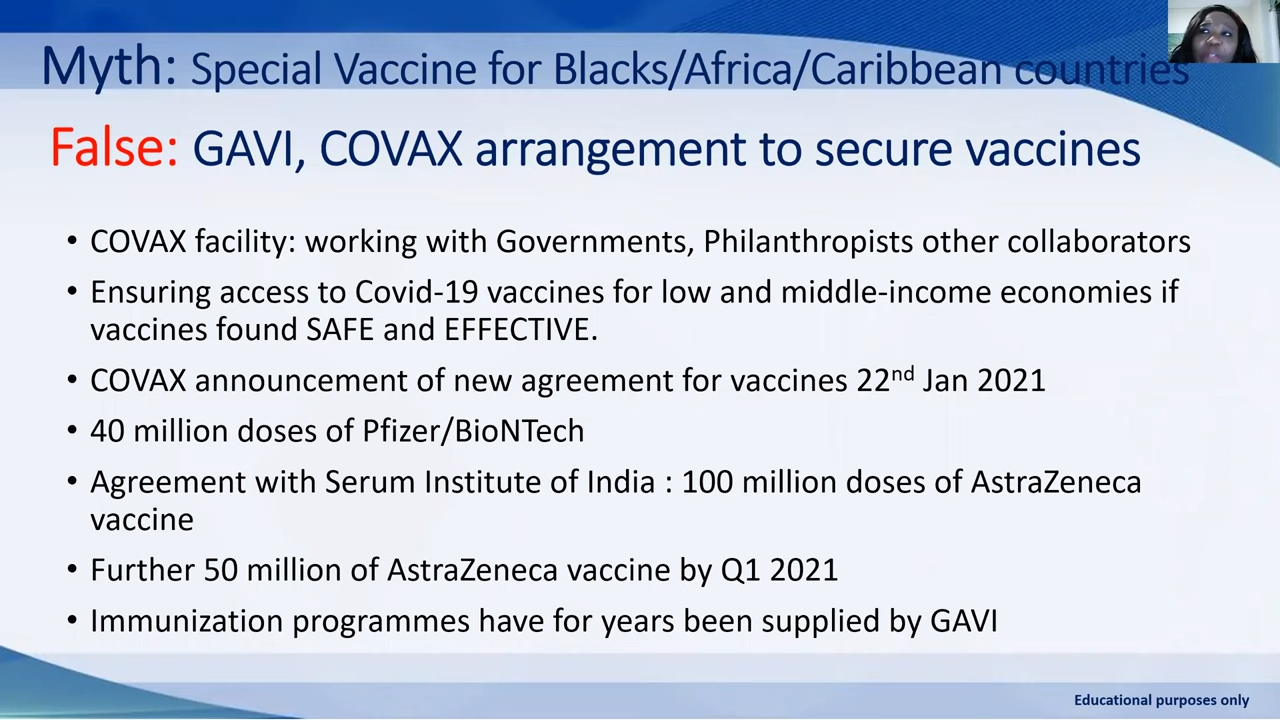 Myth: Special Vaccine for Blacks/Africa/Caribbean countries
False: GAVI, COVAX arrangement to secure vaccines
• COVAX facility: working with Governments, Philanthropists other collaborators
• Ensuring access to Covid-19 vaccines for low and middle-income economies if
vaccines found SAFE and EFFECTIVE.
• COVAX announcement of new agreement for vaccines 22nd Jan 2021
• 40 million doses of Pfizer/BioNTech
• Agreement with Serum Institute of India : 100 million doses of AstraZeneca
vaccine
• Further 50 million of AstraZeneca vaccine by Q1 2021
• Immunization programmes have for years been supplied by GAVI
Educational purposes only